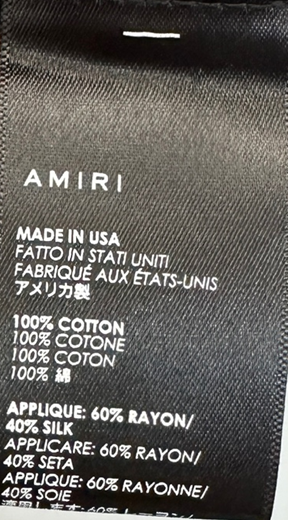 AMIRI
MADE IN USA
FATTO IN STATI UNITI
FABRIQUÉ AUX ÉTATS-UNIS
アメリカ製
100% COTTON
100% COTONE
100% COTON
100% 綿
APPLIQUE: 60% RAYON/
40% SILK
APPLICARE: 60% RAYON/
40% SETA
APPLIQUE: 60% RAYONNE/
40% SOIE